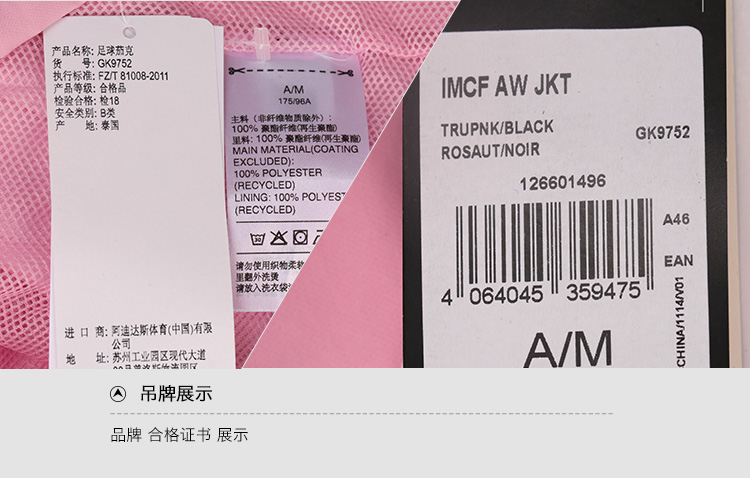 产品名称: 足球茄克
货 号: GK9752
执行标准: FZ/T 81008-2011
产品等级: 合格品
检验合格: 检18
安全类别: B类
产 地: 泰国
进 口 商: 阿迪达斯体育(中国)有限
公司
地 址: 苏州工业园区现代大道
A/M
175/96A
主料（非纤维物质除外）:
100% 聚酯纤维(再生聚酯)
里料: 100% 聚酯纤维(再生聚酯)
MAIN MATERIAL(COATING
EXCLUDED):
100% POLYESTER
(RECYCLED)
LINING: 100% POLYEST
(RECYCLED)
请勿使用织物柔软
里翻外洗烫
请放入洗衣袋
IMCF AW JKT
TRUPNK/BLACK
ROSAUT/NOIR
GK9752
126601496
A46
EAN
4 064045 359475
A/M
CHINA/1114/V01
吊牌展示
品牌 合格证书 展示